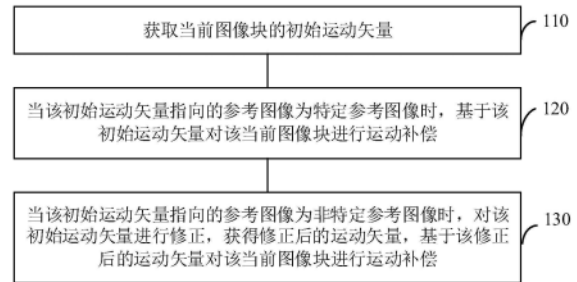 获取当前图像块的初始运动矢量
110
当该初始运动矢量指向的参考图像为特定参考图像时，基于该
初始运动矢量对该当前图像块进行运动补偿
120
当该初始运动矢量指向的参考图像为非特定参考图像时，对该
初始运动矢量进行修正，获得修正后的运动矢量，基于该修正
后的运动矢量对该当前图像块进行运动补偿
130